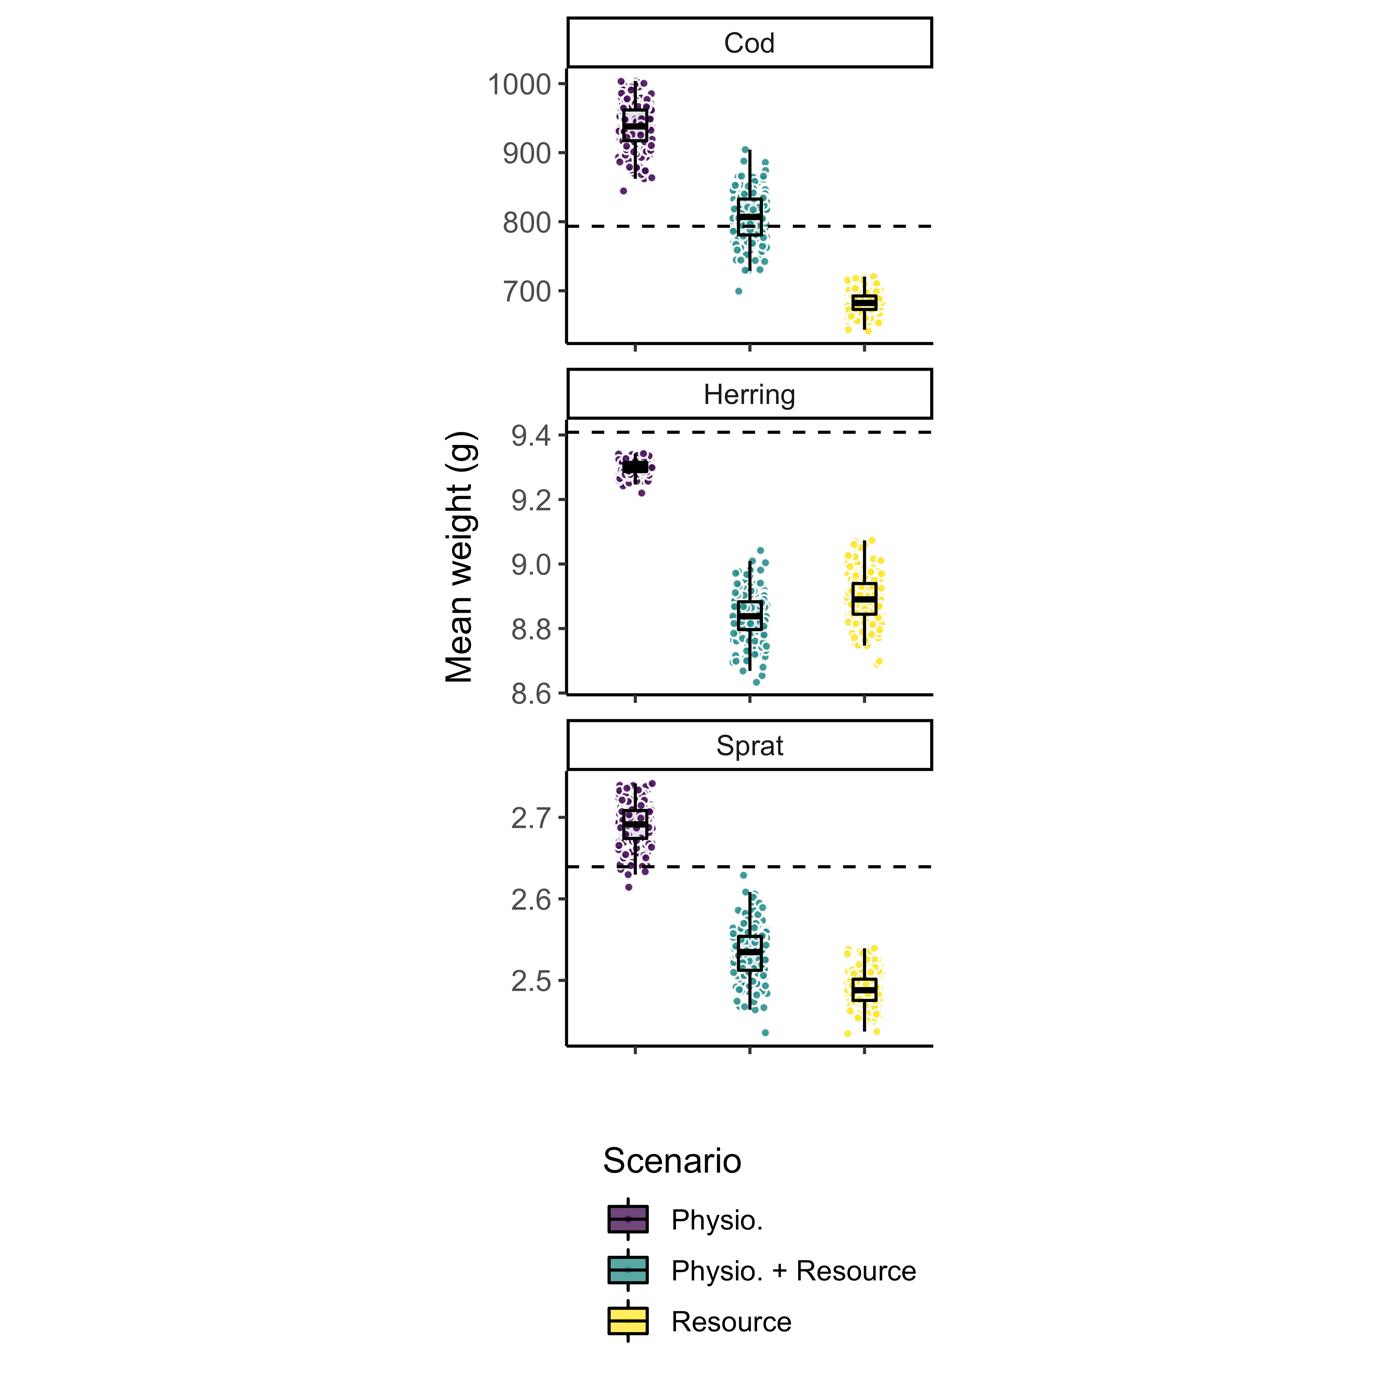 Cod
1000
900
800
700
Herring
Mean weight (g)
9.4
9.2
9.0
8.8
8.6
Sprat
2.7
2.6
2.5
Scenario
Physio.
Physio. + Resource
Resource